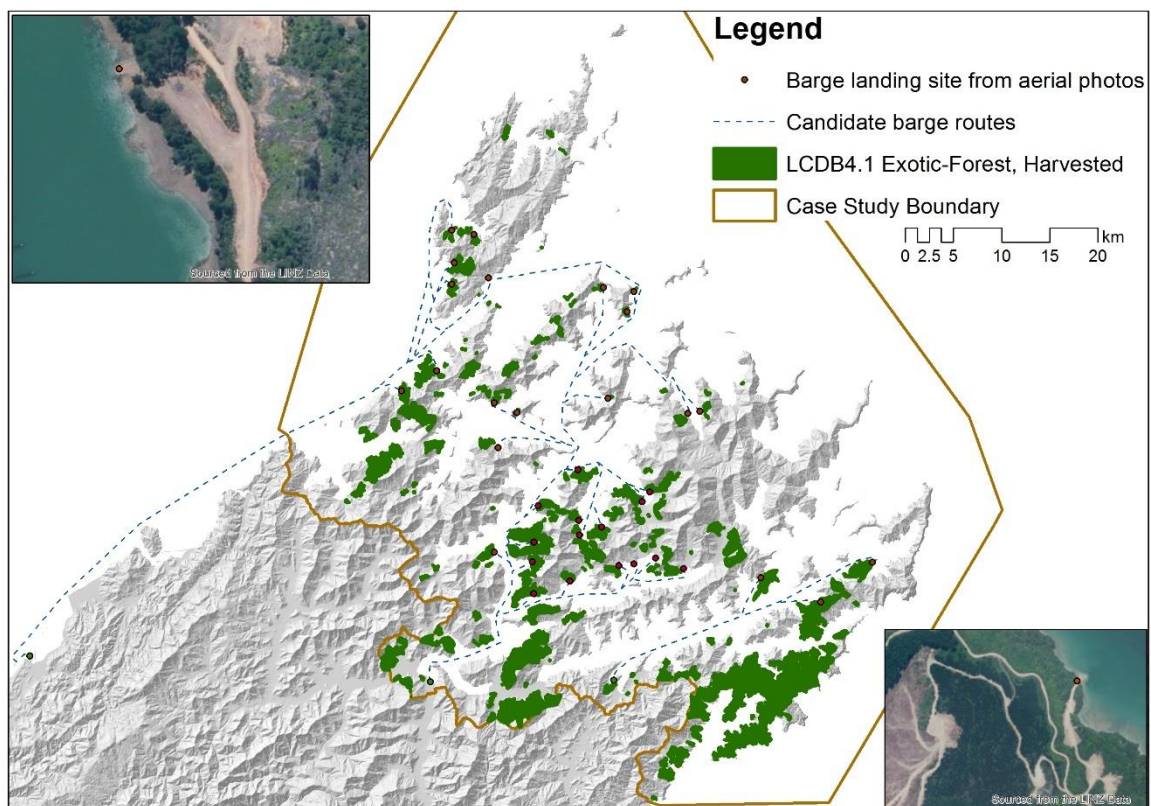 Legend
Barge landing site from aerial photos
Candidate barge routes
LCDB4.1 Exotic-Forest, Harvested
Case Study Boundary
km
0 2.5 5 10 15 20
Sourced from the LINZ Data
Sourced from the LINZ Data